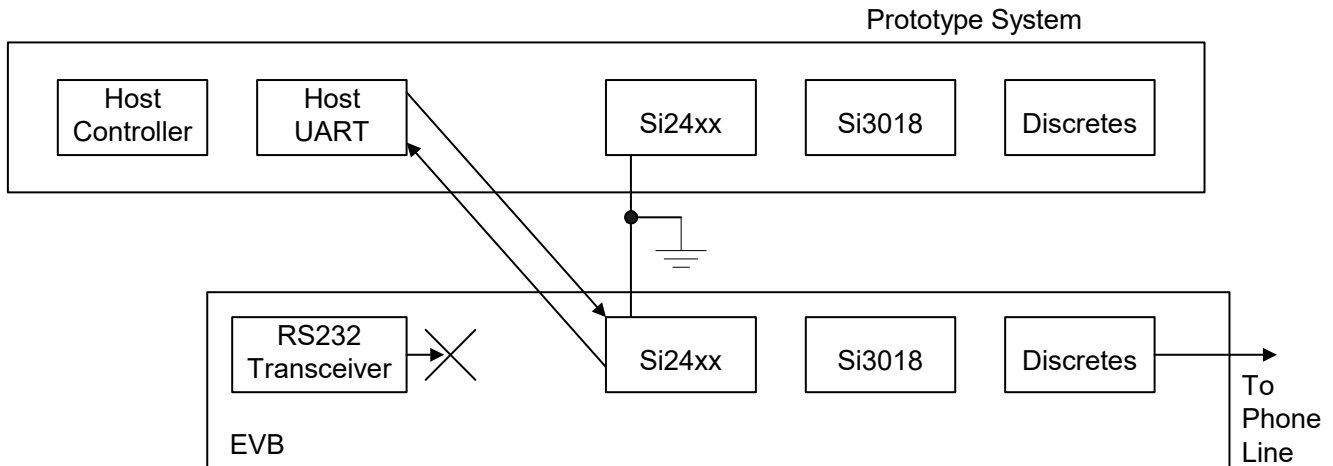 Prototype System
Host
Controller
Host
UART
Si24xx
Si3018
Discretes
RS232
Transceiver
Si24xx
Si3018
Discretes
To
Phone
Line
EVB